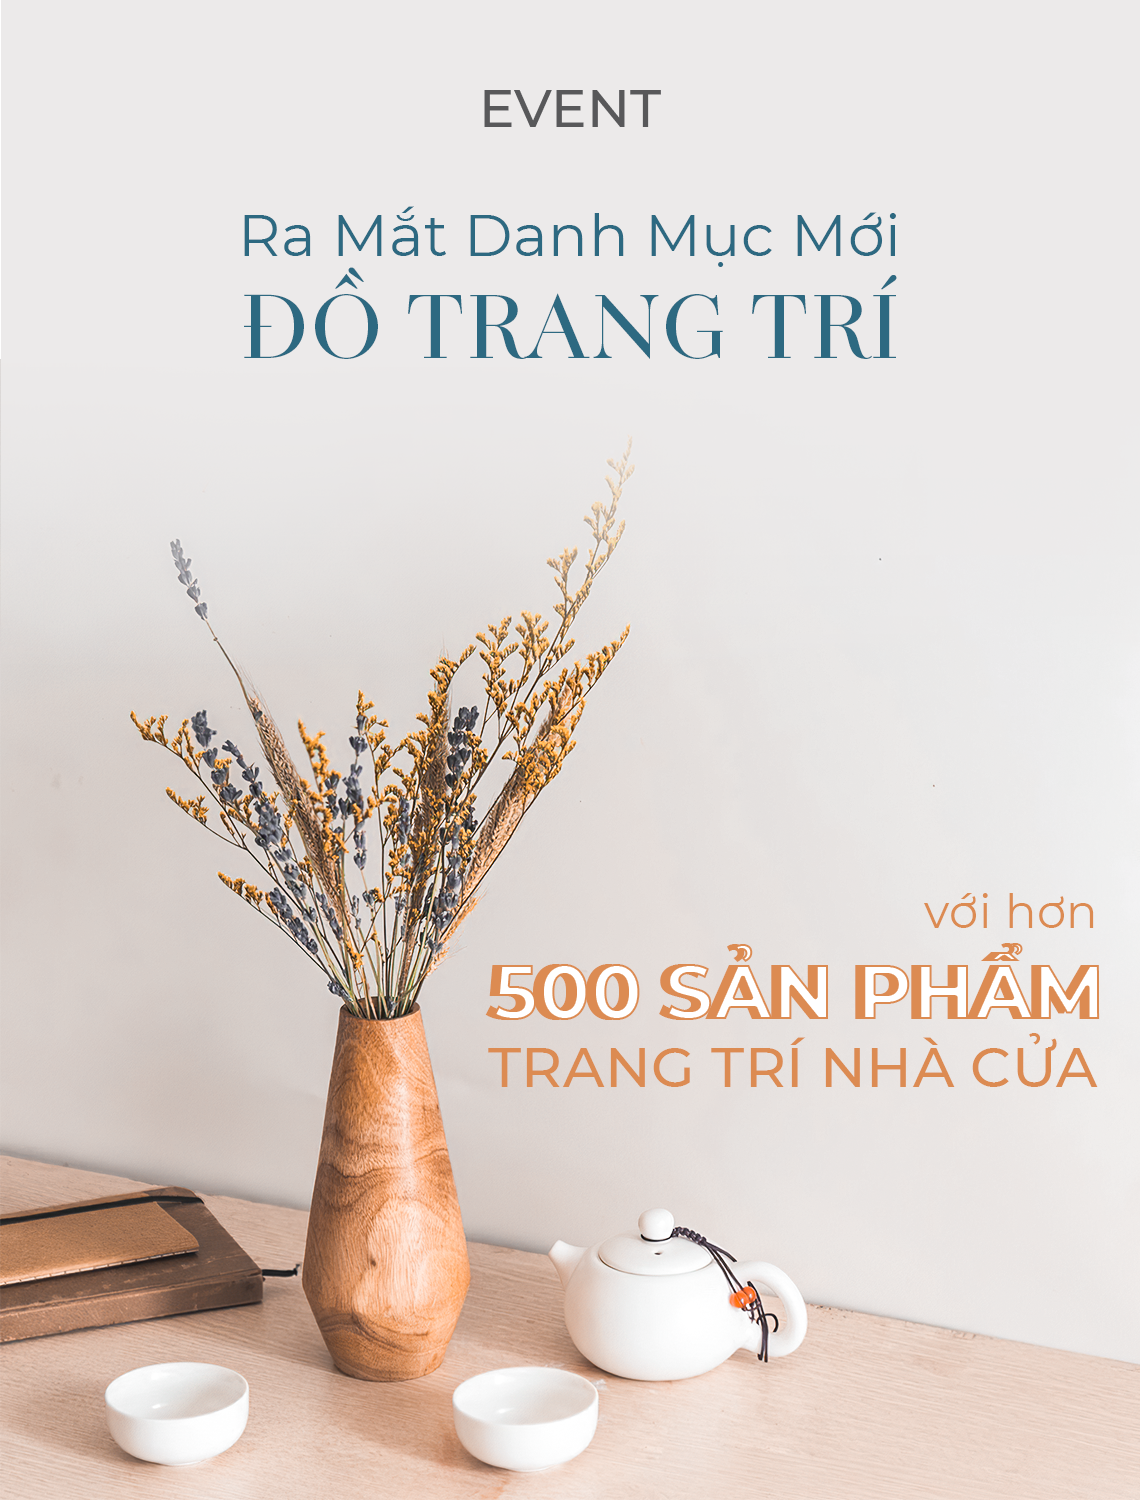 EVENT
Ra Mắt Danh Mục Mới
ĐỒ TRANG TRÍ
với hơn
500 SẢN PHẨM
TRANG TRÍ NHÀ CỬA